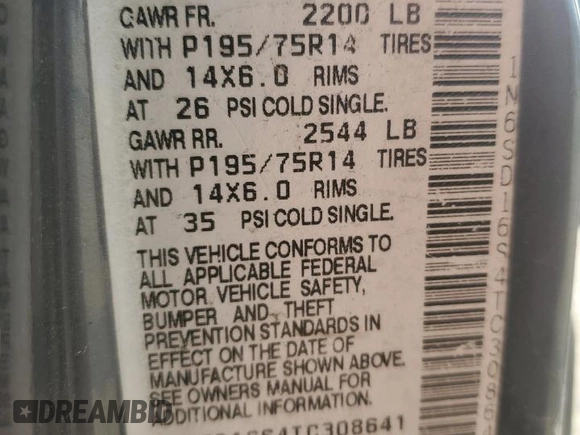 GAWR FR. 2200 LB
WITH P195/75R14 TIRES
AND 14X6.0 RIMS
AT 26 PSI COLD SINGLE.
GAWR RR. 2544 LB
WITH P195/75R14 TIRES
AND 14X6.0 RIMS
AT 35 PSI COLD SINGLE.
THIS VEHICLE CONFORMS TO
ALL APPLICABLE FEDERAL
MOTOR VEHICLE SAFETY,
BUMPER AND THEFT
PREVENTION STANDARDS IN
EFFECT ON THE DATE OF
MANUFACTURE SHOWN ABOVE.
SEE OWNERS MANUAL FOR
ADDITIONAL INFORMATION.
S4TC308641
1N6SD16S4TC30864
DREAMBID